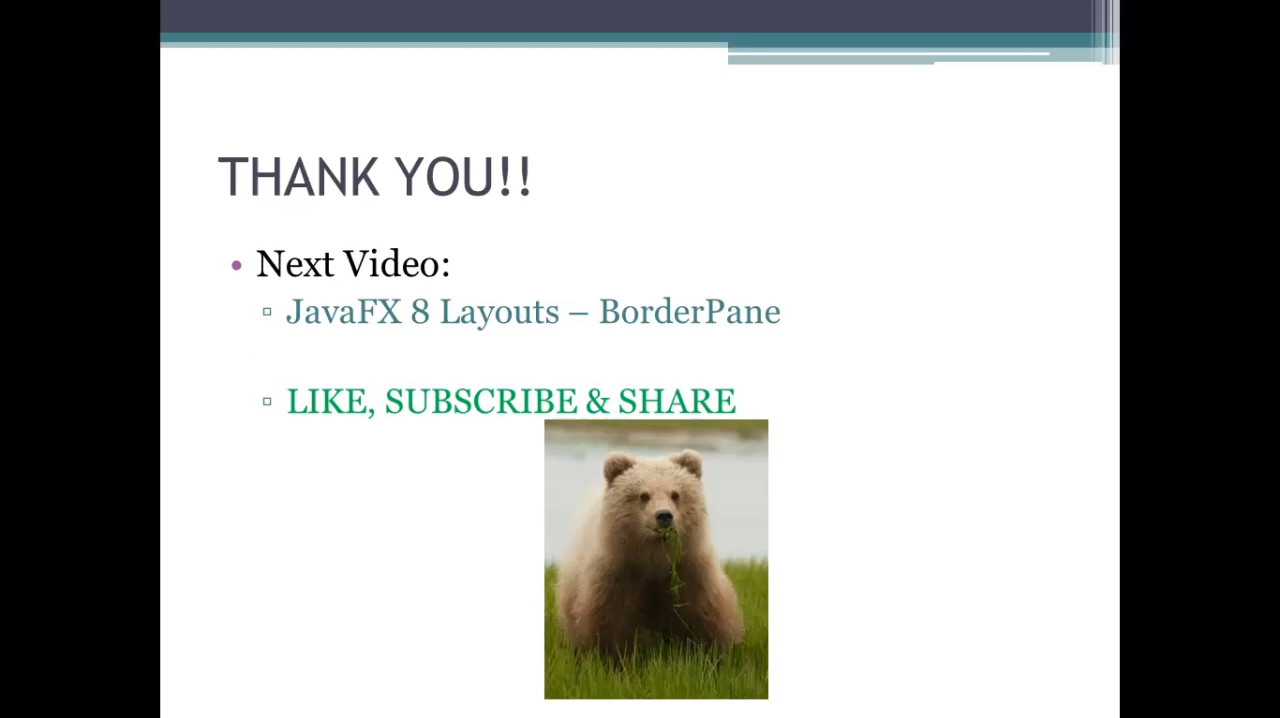 THANK YOU!!
Next Video:
JavaFX 8 Layouts – BorderPane
LIKE, SUBSCRIBE & SHARE